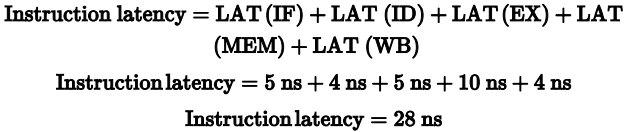 Instruction latency = LAT (IF) + LAT (ID) + LAT (EX) + LAT
(MEM) + LAT (WB)
Instruction latency = 5 ns + 4 ns + 5 ns + 10 ns + 4 ns
Instruction latency = 28 ns